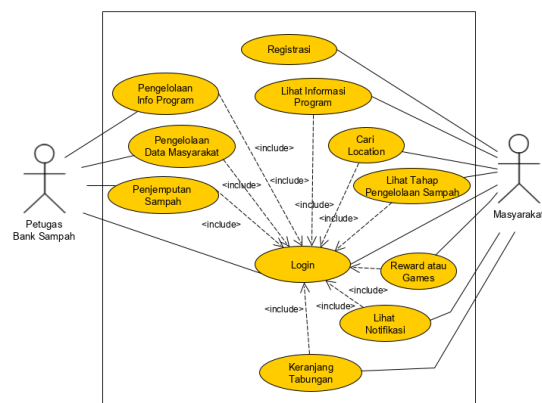 Registrasi
Pengelolaan
Info Program
Lihat Informasi
Program
Pengelolaan
Data Masyarakat
<include>
<include>
Cari
Location
Penjemputan
Sampah
<include>
<include>
Lihat Tahap
Pengelolaan Sampah
Petugas
Bank Sampah
Masyarakat
<include>
<include>
Login
Reward atau
Games
<include>
<include>
<include>
Lihat
Notifikasi
Keranjang
Tabungan